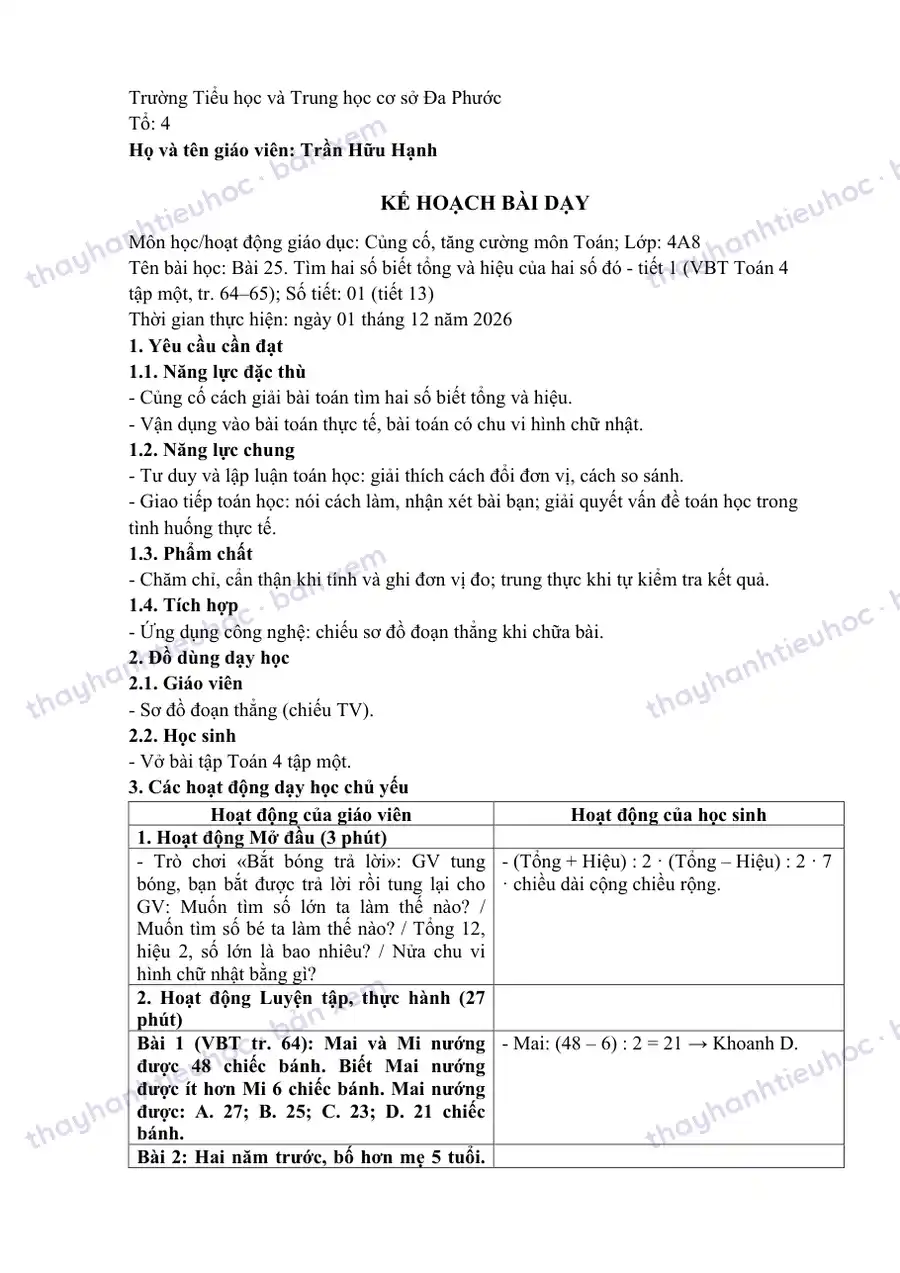 Trường Tiểu học và Trung học cơ sở Đa Phước
Tổ: 4
Họ và tên giáo viên: Trần Hữu Hạnh
KẾ HOẠCH BÀI DẠY
Môn học/hoạt động giáo dục: Củng cố, tăng cường môn Toán; Lớp: 4A8
Tên bài học: Bài 25. Tìm hai số biết tổng và hiệu của hai số đó - tiết 1 (VBT Toán 4
tập một, tr. 64–65); Số tiết: 01 (tiết 13)
Thời gian thực hiện: ngày 01 tháng 12 năm 2026
1. Yêu cầu cần đạt
1.1. Năng lực đặc thù
- Củng cố cách giải bài toán tìm hai số biết tổng và hiệu.
- Vận dụng vào bài toán thực tế, bài toán có chu vi hình chữ nhật.
1.2. Năng lực chung
- Tư duy và lập luận toán học: giải thích cách đổi đơn vị, cách so sánh.
- Giao tiếp toán học: nói cách làm, nhận xét bài bạn; giải quyết vấn đề toán học trong
tình huống thực tế.
1.3. Phẩm chất
- Chăm chỉ, cẩn thận khi tính và ghi đơn vị đo; trung thực khi tự kiểm tra kết quả.
1.4. Tích hợp
- Ứng dụng công nghệ: chiếu sơ đồ đoạn thẳng khi chữa bài.
2. Đồ dùng dạy học
2.1. Giáo viên
- Sơ đồ đoạn thẳng (chiếu TV).
2.2. Học sinh
- Vở bài tập Toán 4 tập một.
3. Các hoạt động dạy học chủ yếu
Hoạt động của giáo viên
Hoạt động của học sinh
1. Hoạt động Mở đầu (3 phút)
- Trò chơi «Bắt bóng trả lời»: GV tung
bóng, bạn bắt được trả lời rồi tung lại cho
GV: Muốn tìm số lớn ta làm thế nào? /
Muốn tìm số bé ta làm thế nào? / Tổng 12,
hiệu 2, số lớn là bao nhiêu? / Nửa chu vi
hình chữ nhật bằng gì?
- (Tổng + Hiệu) : 2 · (Tổng – Hiệu) : 2 · 7
· chiều dài cộng chiều rộng.
2. Hoạt động Luyện tập, thực hành (27
phút)
Bài 1 (VBT tr. 64): Mai và Mi nướng
được 48 chiếc bánh. Biết Mai nướng
được ít hơn Mi 6 chiếc bánh. Mai nướng
được: A. 27; B. 25; C. 23; D. 21 chiếc
bánh.
- Mai: (48 – 6) : 2 = 21 → Khoanh D.
Bài 2: Hai năm trước, bố hơn mẹ 5 tuổi.
thayhanhtieuhoc · bản xem
thayhanhtieuhoc · b
thayhanhtieuhoc · bản xem
thayhanhtieuhoc · b
thayhanhtieuhoc · bản xem
thayhanhtieuhoc · b